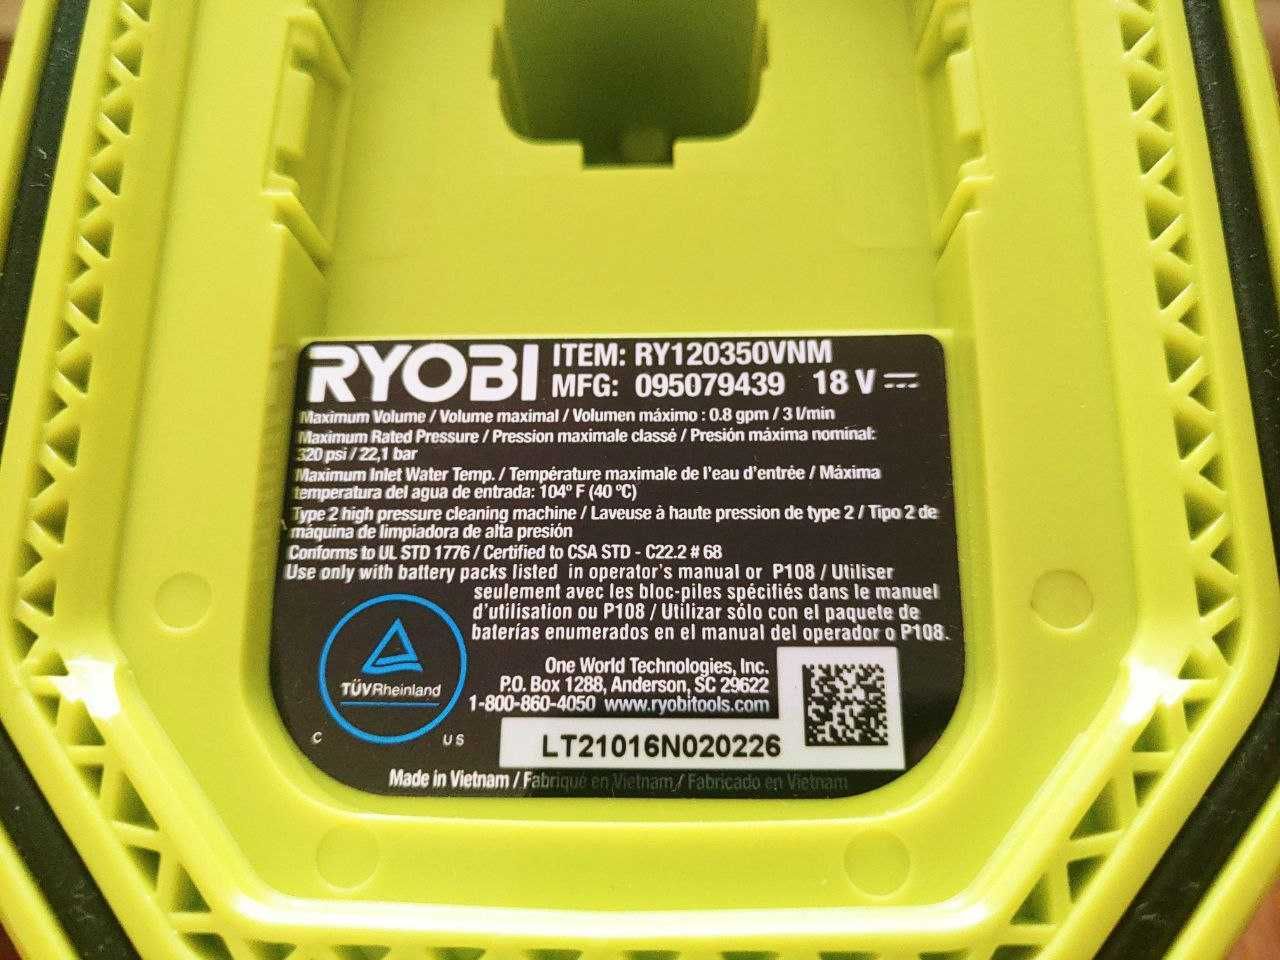 RYOBI
ITEM: RY120350VNM
MFG: 095079439 18 V
Maximum Volume / Volume maximal / Volumen máximo : 0.8 gpm / 3 l/min
Maximum Rated Pressure / Pression maximale classé / Presión máxima nominal:
320 psi / 22,1 bar
Maximum Inlet Water Temp. / Température maximale de l'eau d'entrée / Máxima
temperatura del agua de entrada: 104º F (40 ºC)
Type 2 high pressure cleaning machine / Laveuse à haute pression de type 2 / Tipo 2 de
máquina de limpiadora de alta presión
Conforms to UL STD 1776 / Certified to CSA STD - C22.2 # 68
Use only with battery packs listed in operator's manual or P108 / Utiliser
seulement avec les bloc-piles spécifiés dans le manuel
d'utilisation ou P108 / Utilizar sólo con el paquete de
baterías enumerados en el manual del operador o P108.
TÜVRheinland
C US
One World Technologies, Inc.
P.O. Box 1288, Anderson, SC 29622
1-800-860-4050 www.ryobitools.com
LT21016N020226
Made in Vietnam / Fabriqué en Vietnam / Fabricado en Vietnam